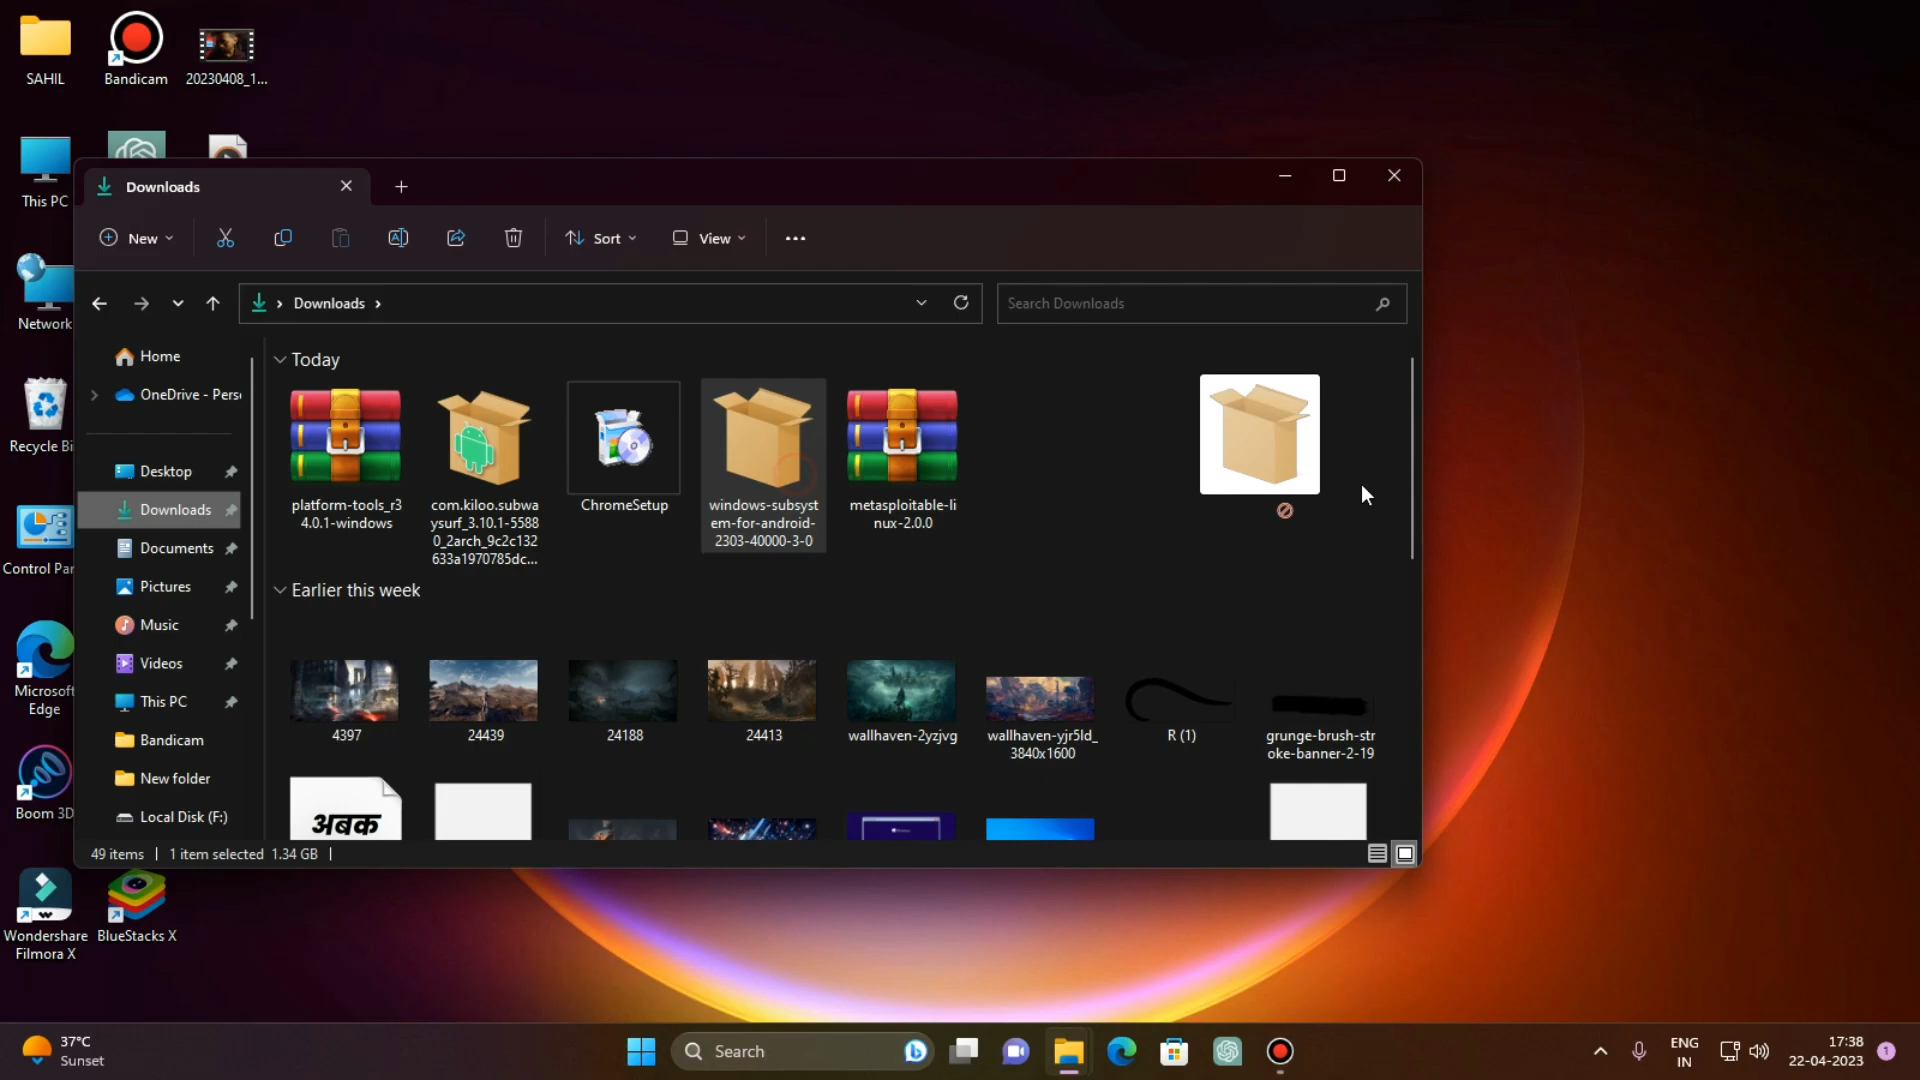 SAHIL
Bandicam
20230408_1...
This PC
Network
Recycle Bi
Control Par
Microsoft
Edge
Boom 3D
Wondershare
Filmora X
BlueStacks X
Downloads
New
Sort
View
Downloads
Search Downloads
Home
OneDrive - Perso
Desktop
Downloads
Documents
Pictures
Music
Videos
This PC
Bandicam
New folder
Local Disk (F:)
Today
platform-tools_r3
4.0.1-windows
com.kiloo.subwa
ysurf_3.10.1-5588
0_2arch_9c2c132
633a1970785dc...
ChromeSetup
windows-subsyst
em-for-android-
2303-40000-3-0
metasploitable-li
nux-2.0.0
Earlier this week
4397
24439
24188
24413
wallhaven-2yzjvg
wallhaven-yjr5ld_
3840x1600
R (1)
grunge-brush-str
oke-banner-2-19
अबक
49 items
1 item selected 1.34 GB
37°C
Sunset
Search
ENG
IN
17:38
22-04-2023
1